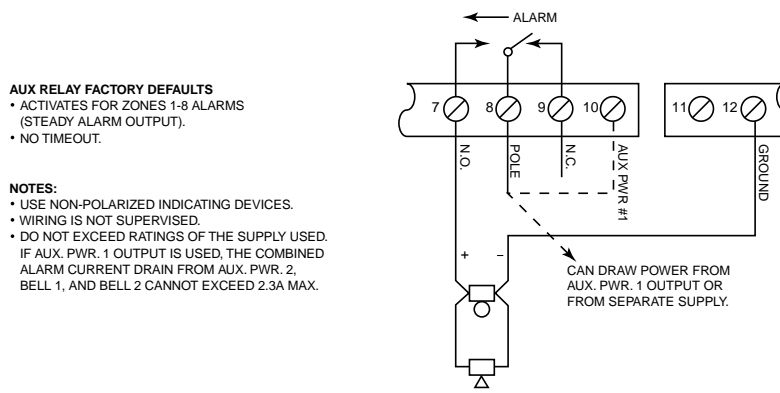 AUX RELAY FACTORY DEFAULTS
• ACTIVATES FOR ZONES 1-8 ALARMS
(STEADY ALARM OUTPUT).
• NO TIMEOUT.
NOTES:
• USE NON-POLARIZED INDICATING DEVICES.
• WIRING IS NOT SUPERVISED.
• DO NOT EXCEED RATINGS OF THE SUPPLY USED.
IF AUX. PWR. 1 OUTPUT IS USED, THE COMBINED
ALARM CURRENT DRAIN FROM AUX. PWR. 2,
BELL 1, AND BELL 2 CANNOT EXCEED 2.3A MAX.
ALARM
7 8 9 10 11 12
N.O.
POLE
N.C.
AUX PWR #1
GROUND
+ –
CAN DRAW POWER FROM
AUX. PWR. 1 OUTPUT OR
FROM SEPARATE SUPPLY.